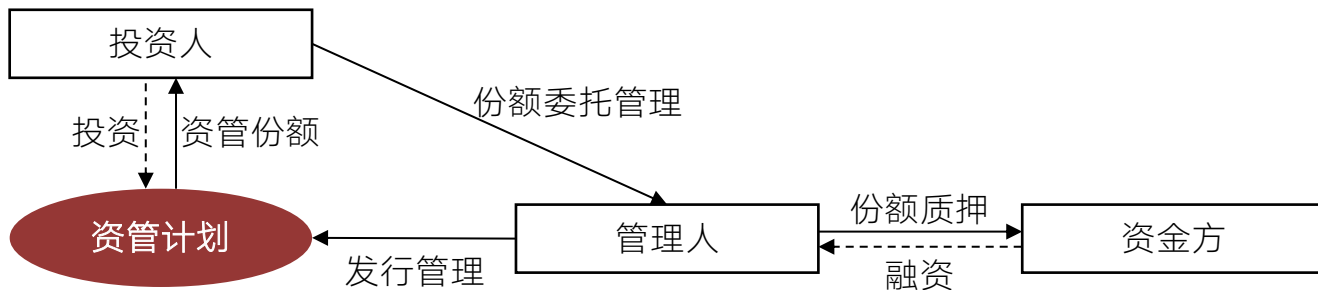 投资人
份额委托管理
投资
资管份额
资管计划
发行管理
管理人
份额质押
融资
资金方